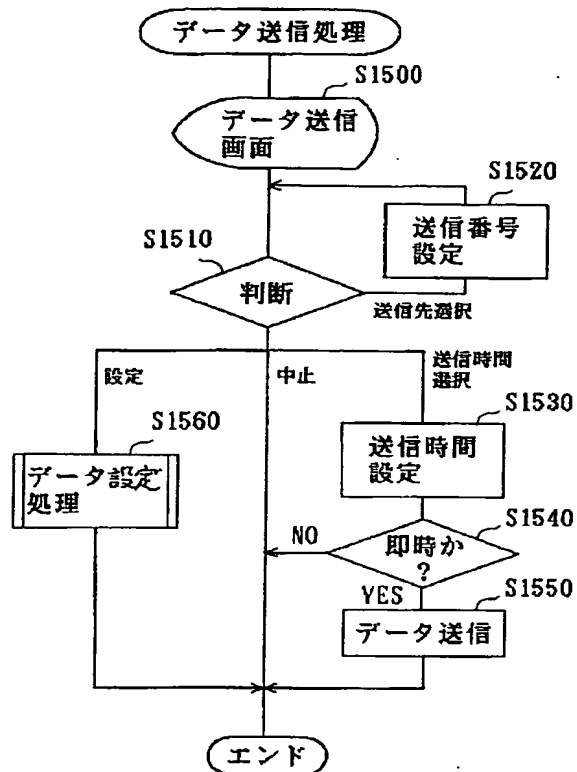 データ送信処理
S1500
データ送信
画面
S1520
送信番号
設定
S1510
判断
送信先選択
設定
中止
送信時間
選択
S1560
データ設定
処理
S1530
送信時間
設定
S1540
NO
即時か
?
YES
S1550
データ送信
エンド